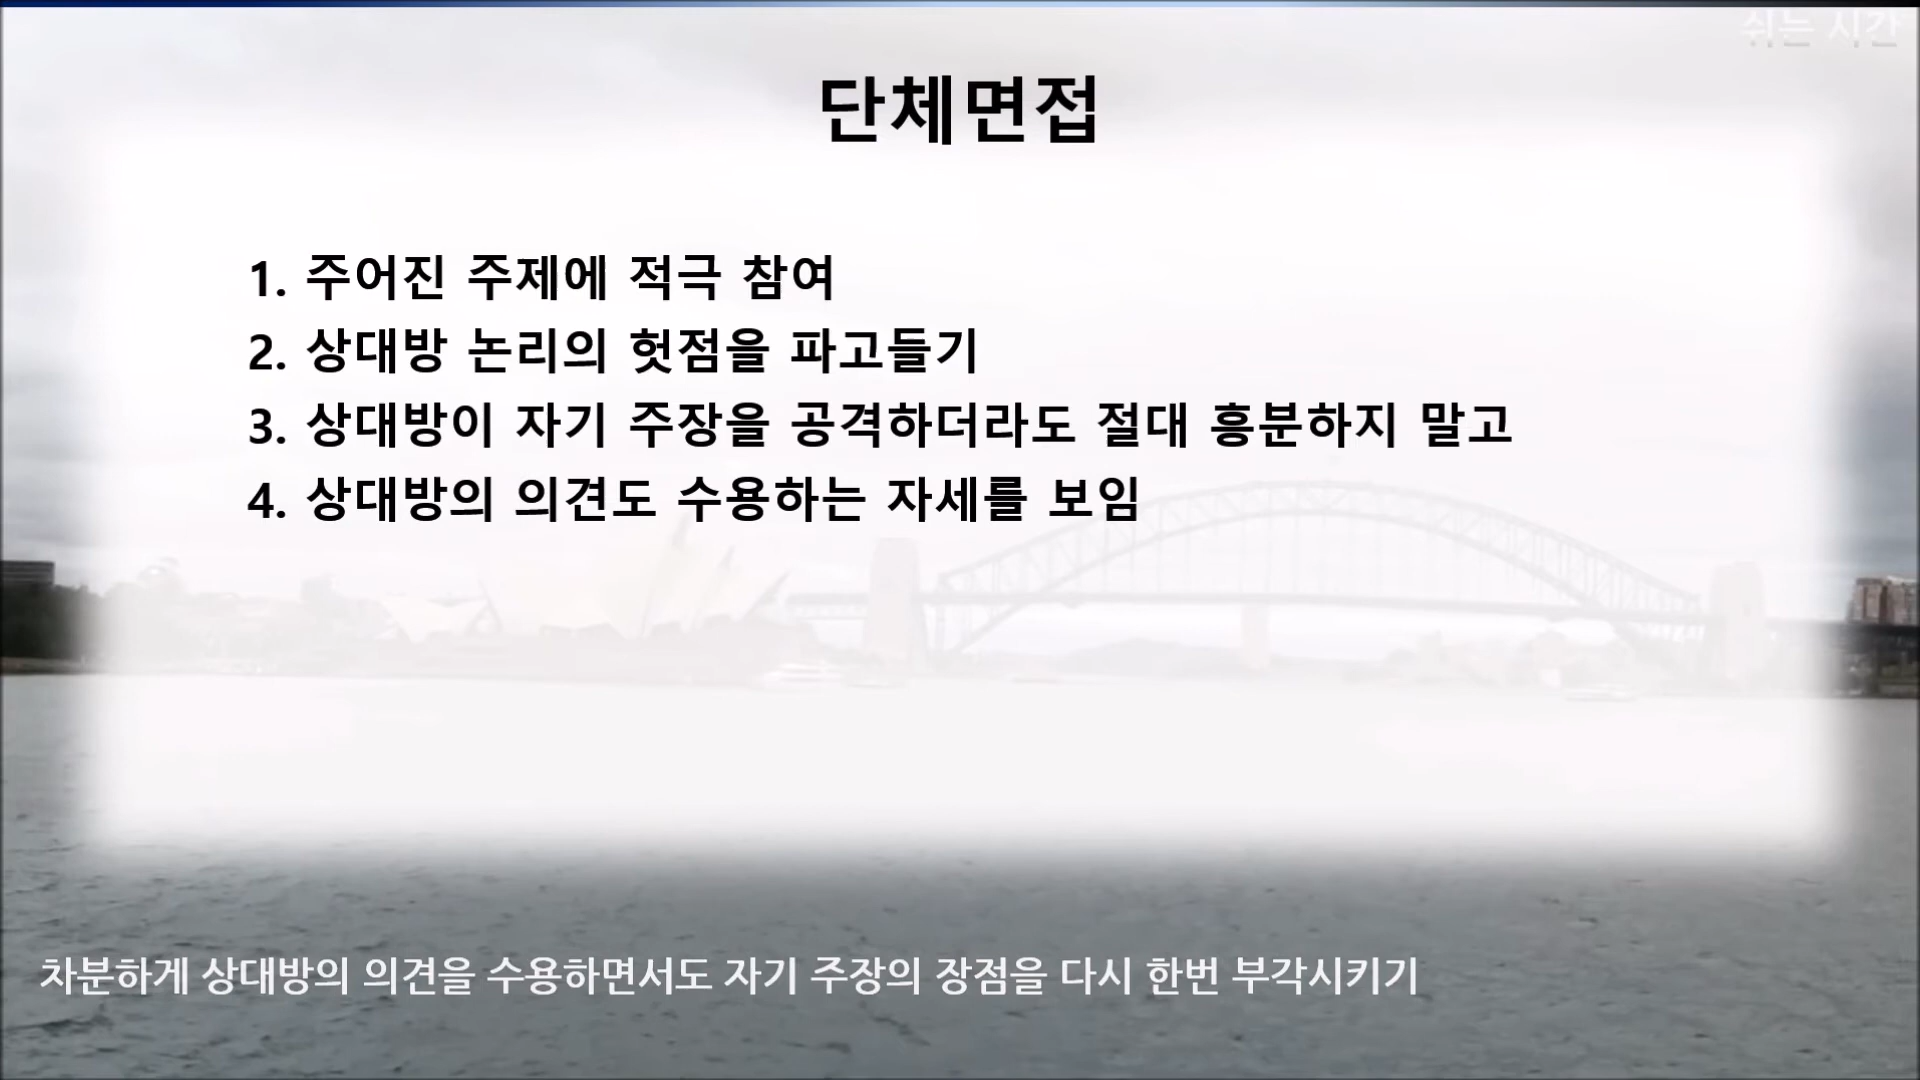 쉬는 시간
단체면접
1. 주어진 주제에 적극 참여
2. 상대방 논리의 헛점을 파고들기
3. 상대방이 자기 주장을 공격하더라도 절대 흥분하지 말고
4. 상대방의 의견도 수용하는 자세를 보임
차분하게 상대방의 의견을 수용하면서도 자기 주장의 장점을 다시 한번 부각시키기